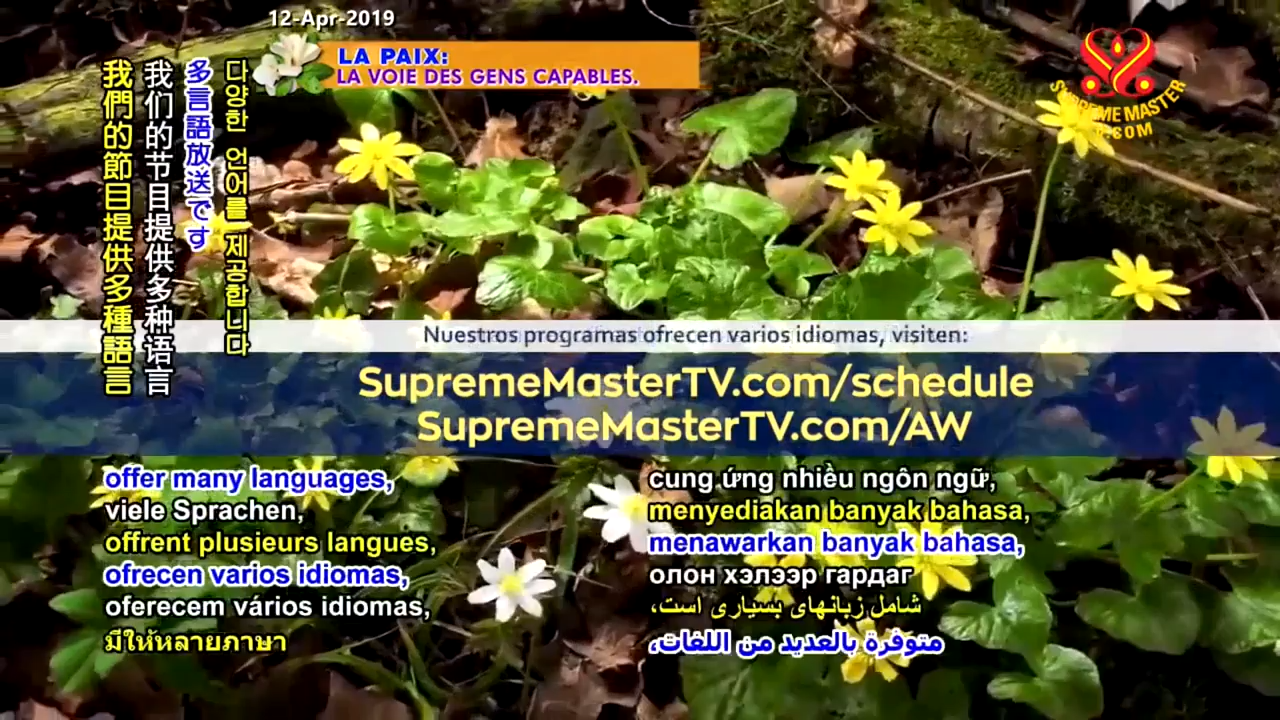 12-Apr-2019
LA PAIX:
LA VOIE DES GENS CAPABLES.
SUPREME MASTER
.COM
我們的節目提供多種語言
我们的节目提供多种语言
多言語放送です
다양한 언어를 제공합니다
Nuestros programas ofrecen varios idiomas, visiten:
SupremeMasterTV.com/schedule
SupremeMasterTV.com/AW
offer many languages,
viele Sprachen,
offrent plusieurs langues,
ofrecen varios idiomas,
oferecem vários idiomas,
มีให้หลายภาษา
cung ứng nhiều ngôn ngữ,
menyediakan banyak bahasa,
menawarkan banyak bahasa,
олон хэлээр гардаг
شامل زبانهای بسیاری است،
متوفرة بالعديد من اللغات،